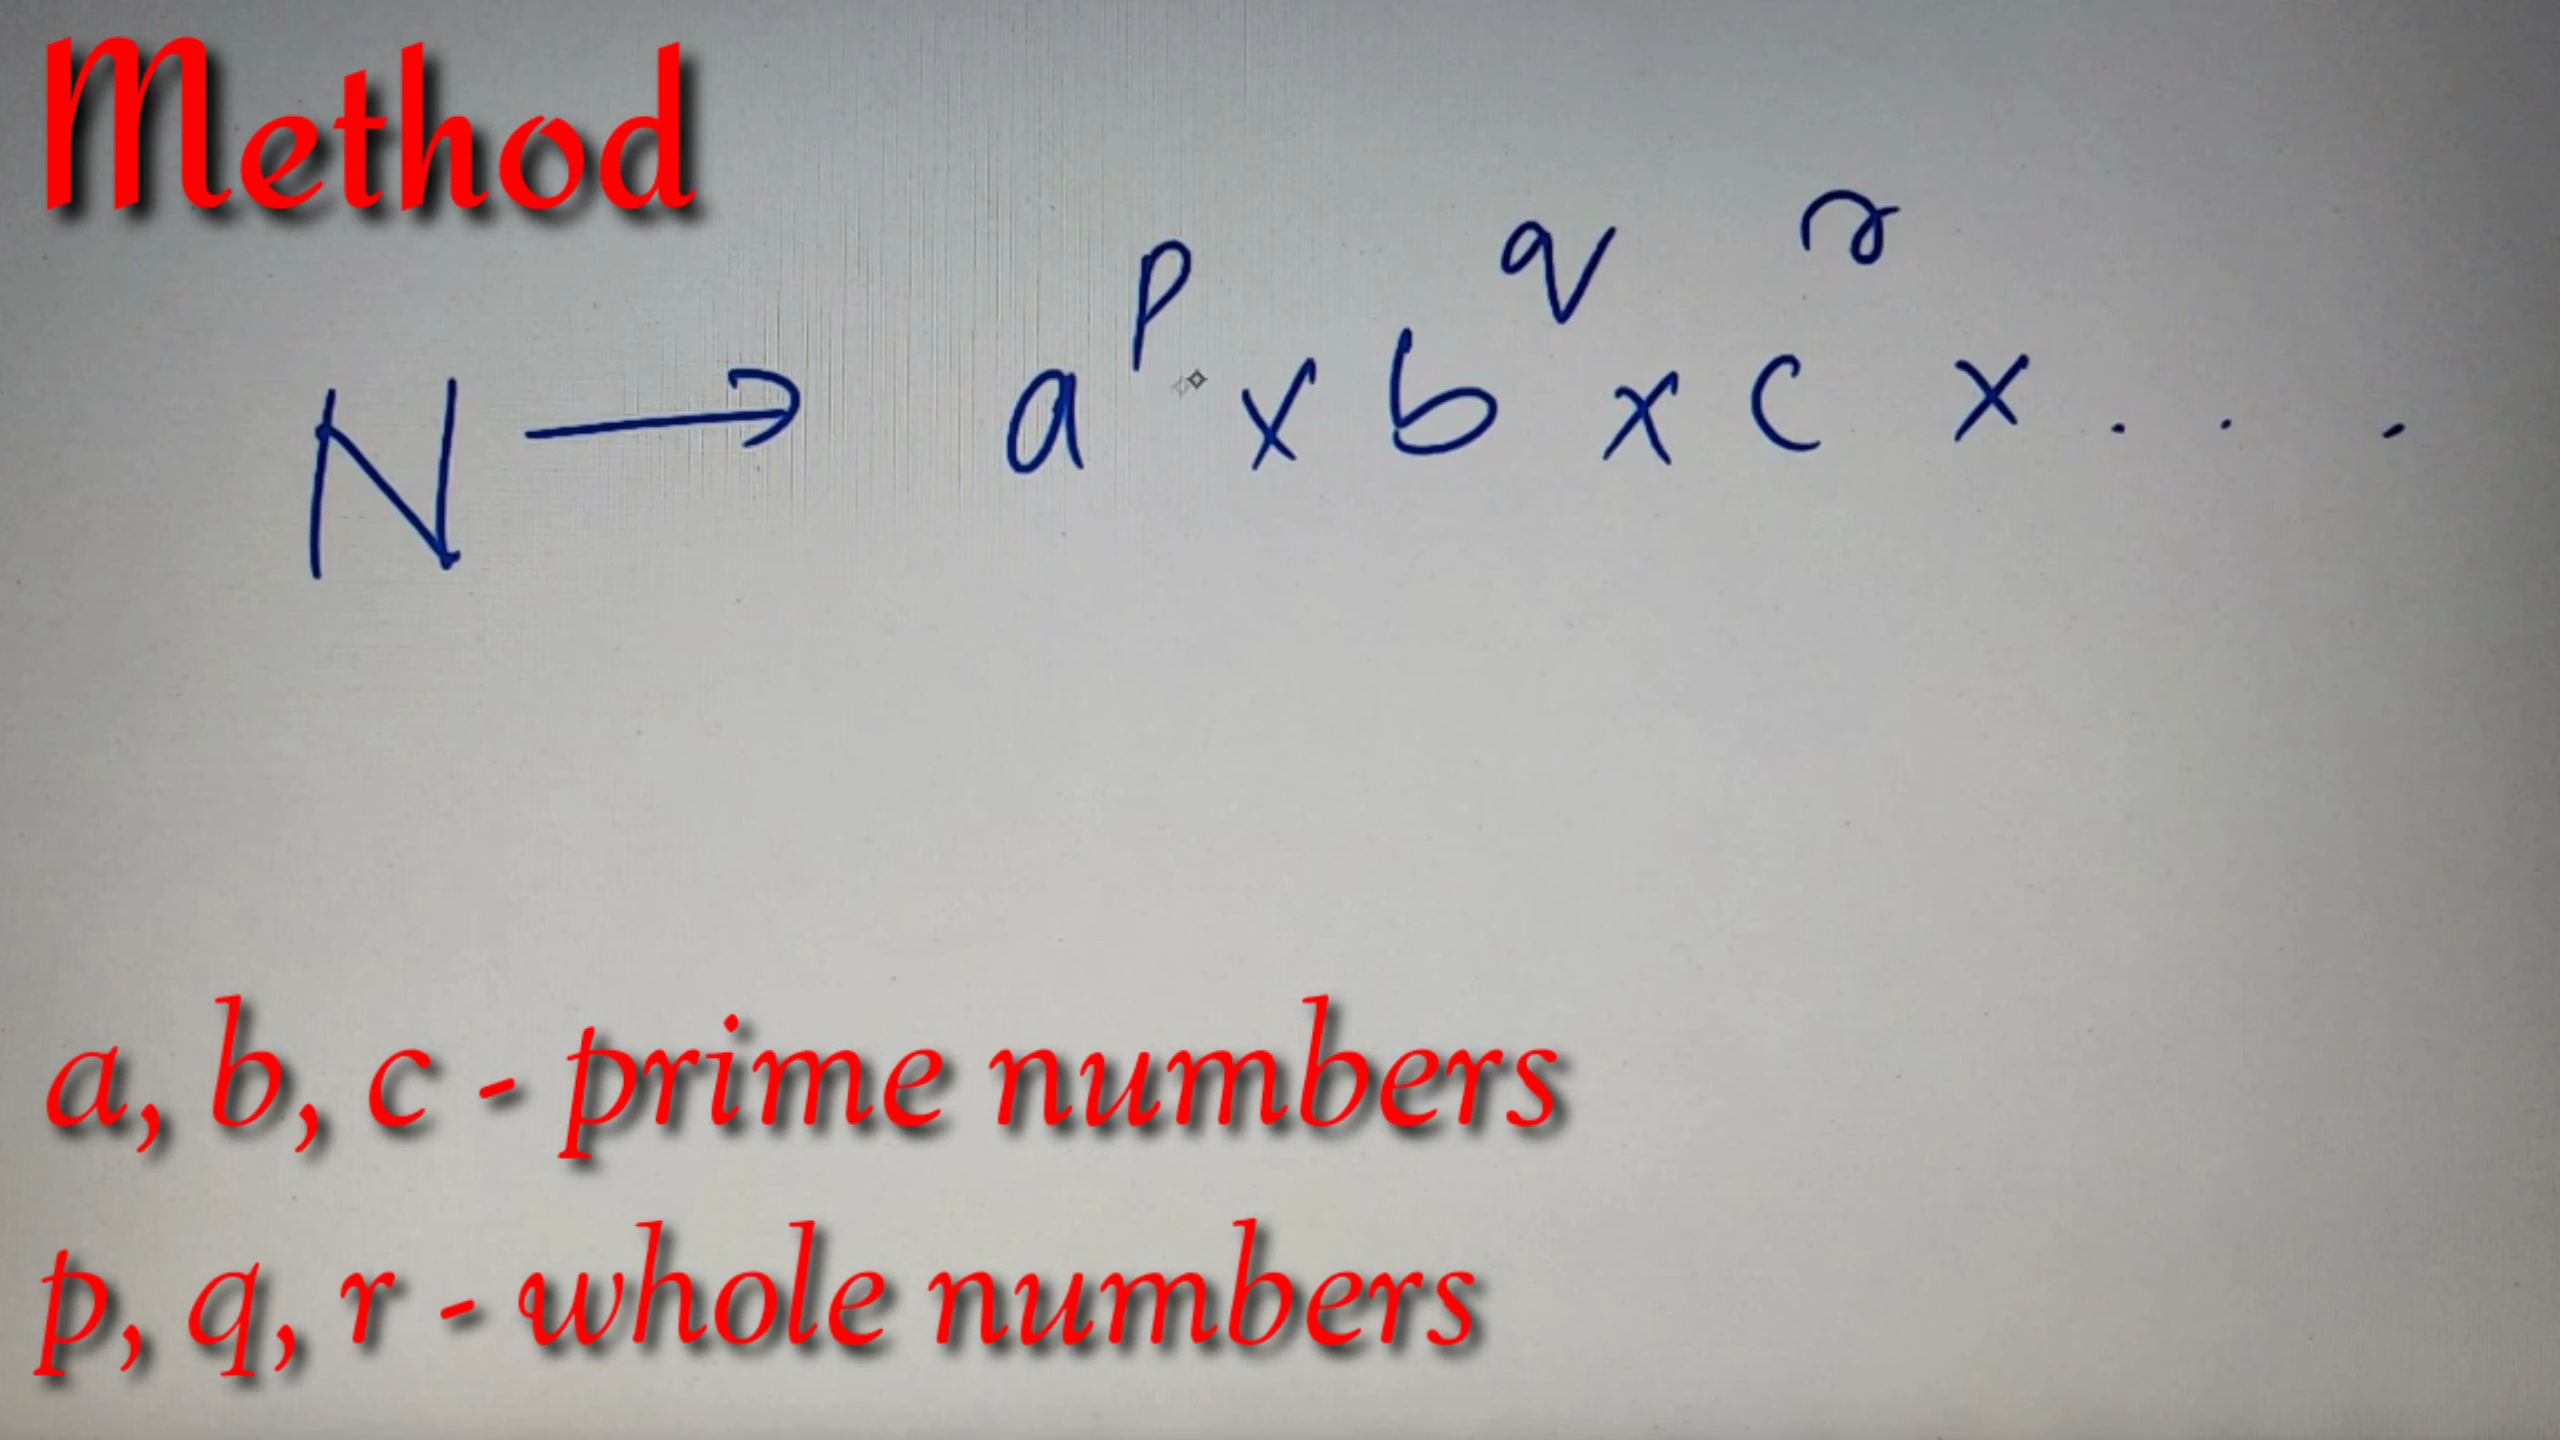 Method
N → a^p × b^q × c^r × . . .
a, b, c - prime numbers
p, q, r - whole numbers